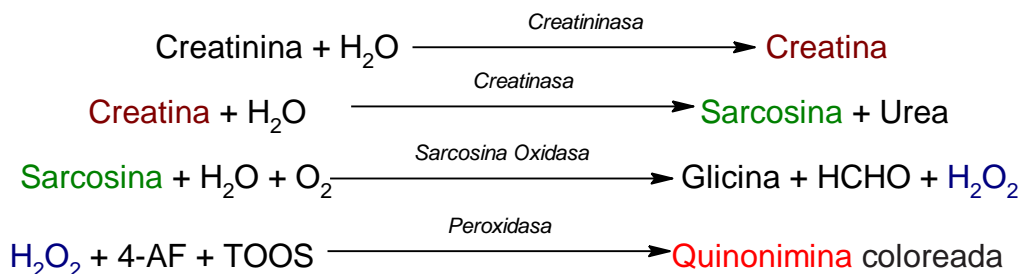 Creatininasa
Creatinina + H₂O Creatina
Creatinasa
Creatina + H₂O Sarcosina + Urea
Sarcosina Oxidasa
Sarcosina + H₂O + O₂ Glicina + HCHO + H₂O₂
Peroxidasa
H₂O₂ + 4-AF + TOOS Quinonimina coloreada